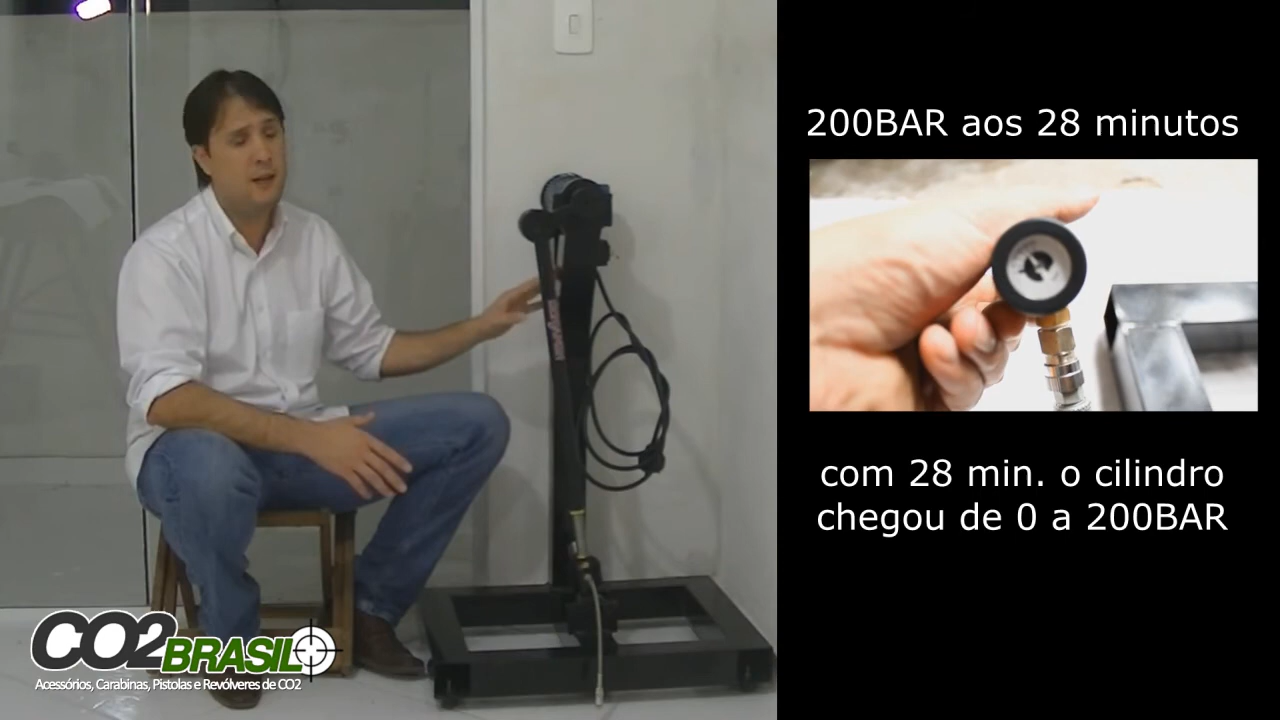 200BAR aos 28 minutos
com 28 min. o cilindro
chegou de 0 a 200BAR
CO2BRASIL
Acessórios, Carabinas, Pistolas e Revólveres de CO2